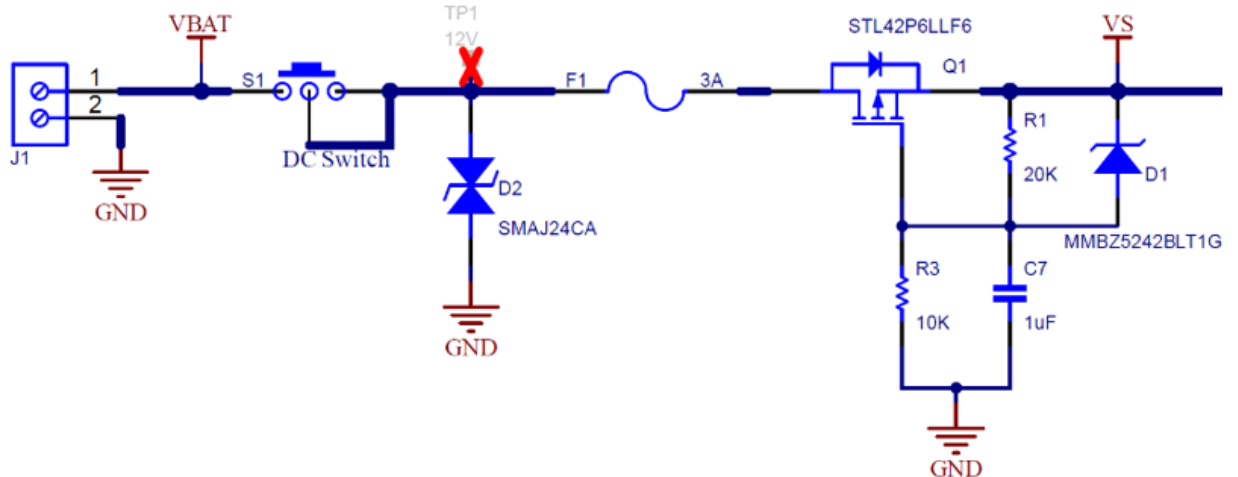 TP1
12V
VBAT
STL42P6LLF6
VS
1
S1
F1
3A
Q1
2
J1
DC Switch
R1
20K
D1
D2
SMAJ24CA
MMBZ5242BLT1G
GND
R3
C7
10K
1uF
GND
GND